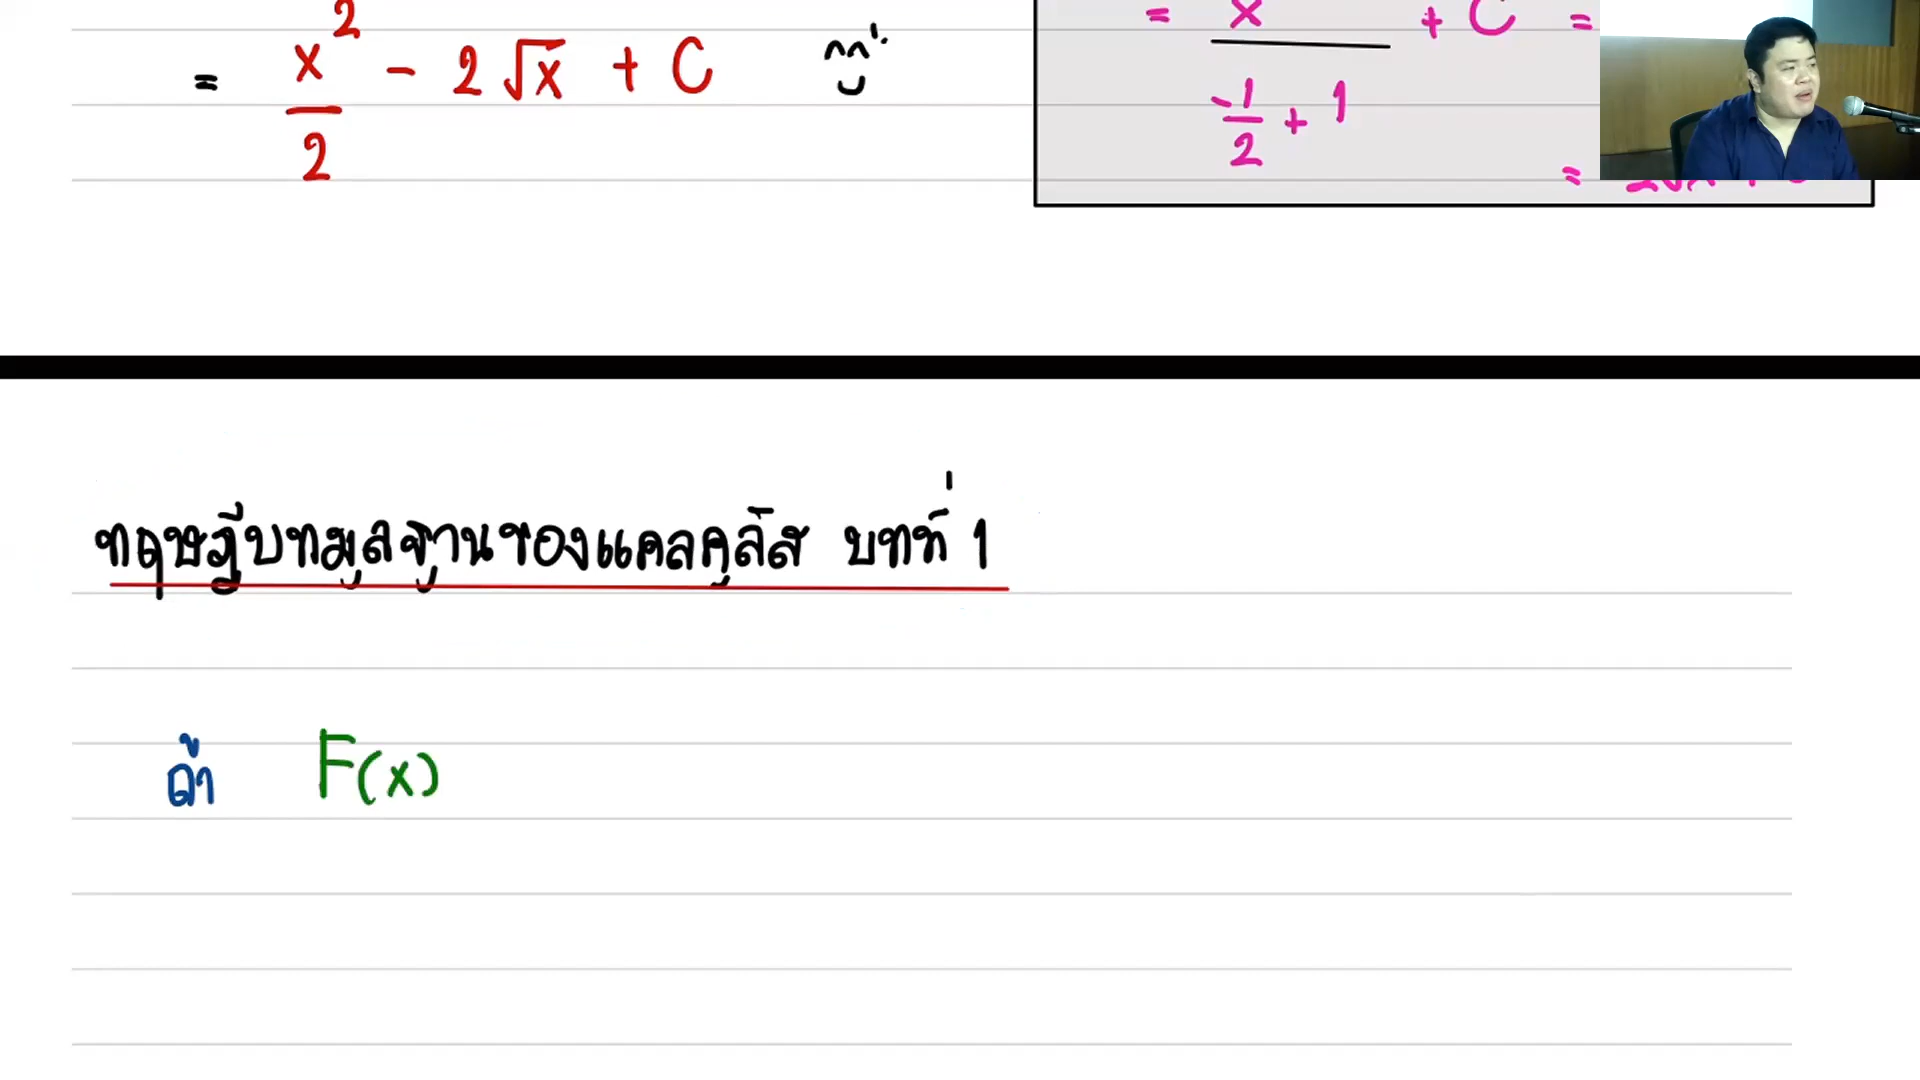 = x²/2 - 2√x + C
= x / (-1/2 + 1) + C =
=
ทฤษฎีบทมูลฐานของแคลคูลัส บทที่ 1
ถ้า F(x)